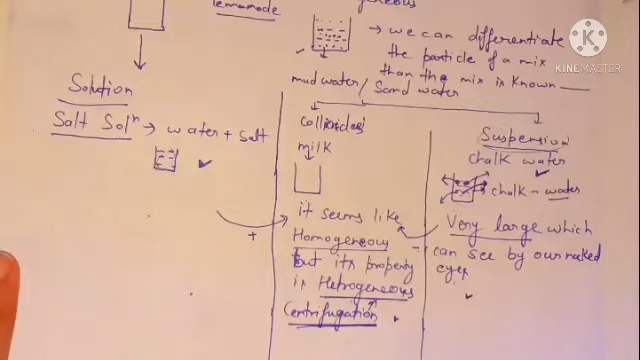 lemonade
geneous
→ we can differentiate
the particle of a mix
than the mix is known ___
mud water / Sand water
Solution
Salt Solⁿ → water + salt
colloides
milk
it seems like
Homogeneous
but its property
is Hetrogeneous
Centrifugation
Suspension
chalk water
chalk - water
Very large which
can see by our naked
eyes
KINEMASTER